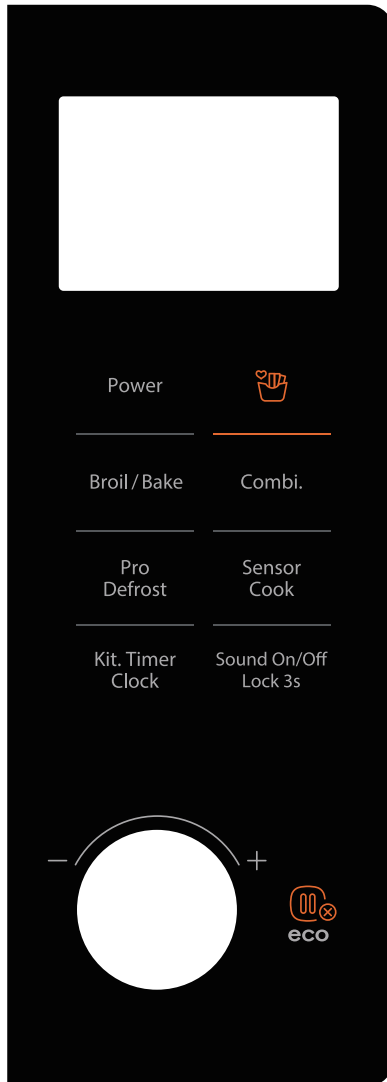 Power
Broil / Bake
Combi.
Pro
Defrost
Sensor
Cook
Kit. Timer
Clock
Sound On/Off
Lock 3s
− +
eco